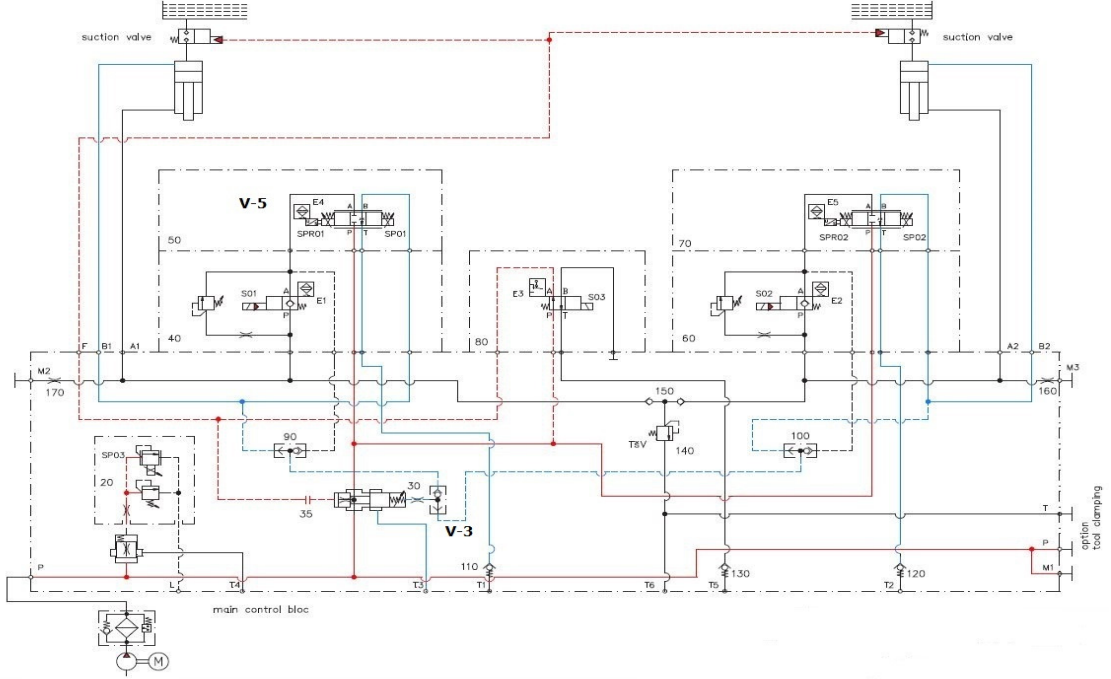 suction valve
suction valve
V-5
E4
A B
SPR01
P T
SP01
50
E5
A B
SPR02
P T
SP02
70
S01
A
E1
P
40
E3
A B
S03
P T
80
S02
A
E2
P
60
F B1 A1
A2 B2
M2
170
M3
160
150
TSV
140
90
100
SP03
20
30
35
V-3
110
130
120
T
P
option
tool clamping
M1
P
L
T4
T3
T1
T6
T5
T2
main control bloc
M